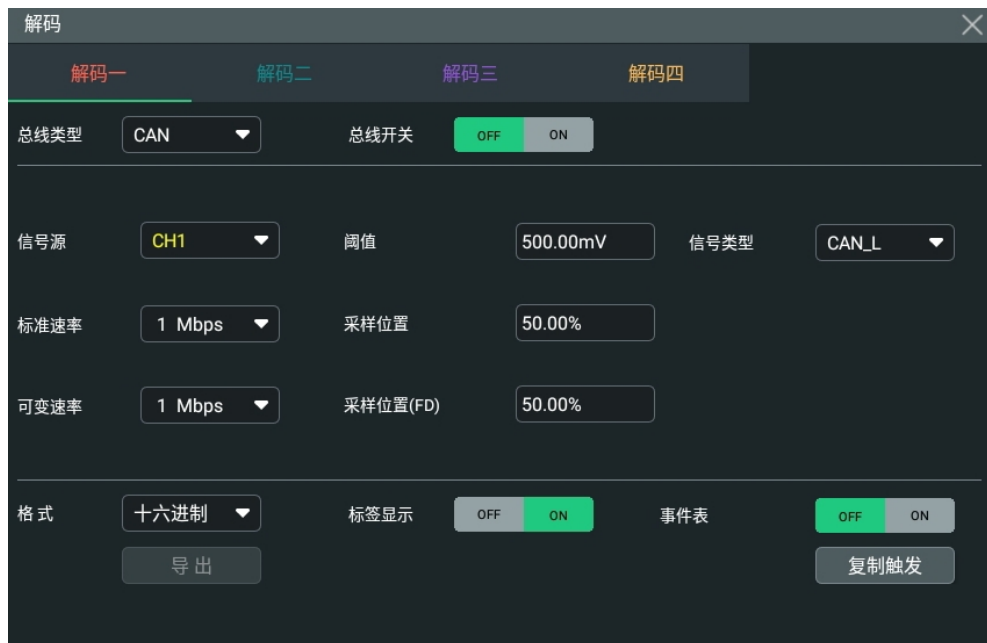 解码
解码一 解码二 解码三 解码四
总线类型 CAN 总线开关 OFF ON
信号源 CH1 阈值 500.00mV 信号类型 CAN_L
标准速率 1 Mbps 采样位置 50.00%
可变速率 1 Mbps 采样位置(FD) 50.00%
格式 十六进制 标签显示 OFF ON 事件表 OFF ON
导出 复制触发